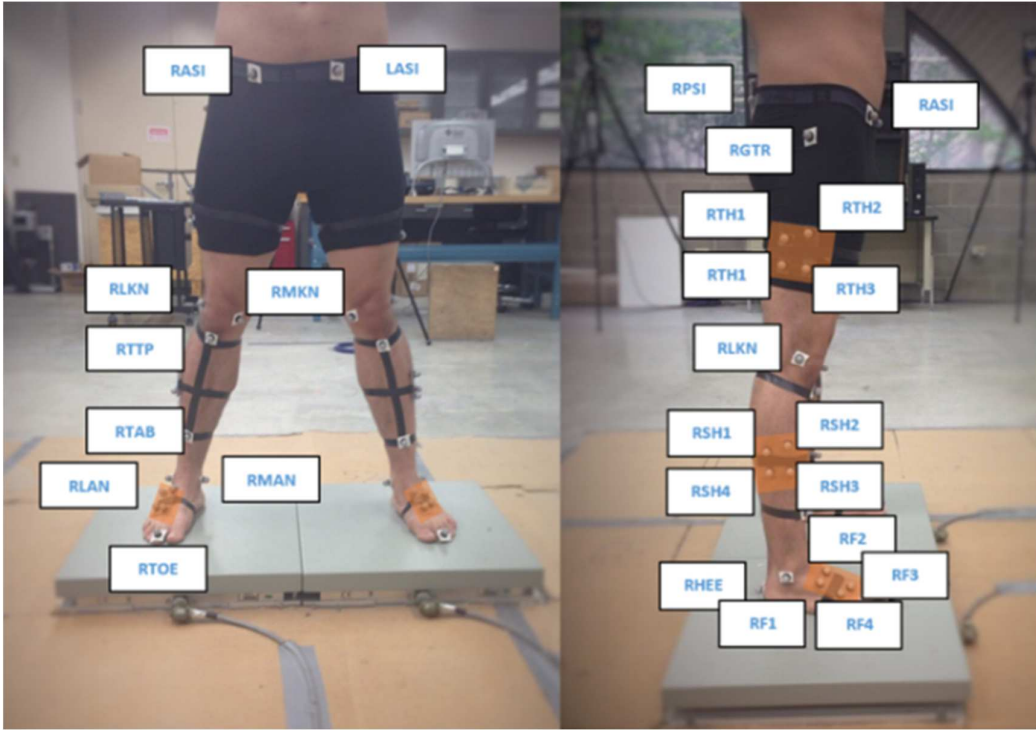 RASI
LASI
RLKN
RMKN
RTTP
RTAB
RLAN
RMAN
RTOE
RPSI
RASI
RGTR
RTH1
RTH2
RTH1
RTH3
RLKN
RSH1
RSH2
RSH4
RSH3
RF2
RHEE
RF3
RF1
RF4